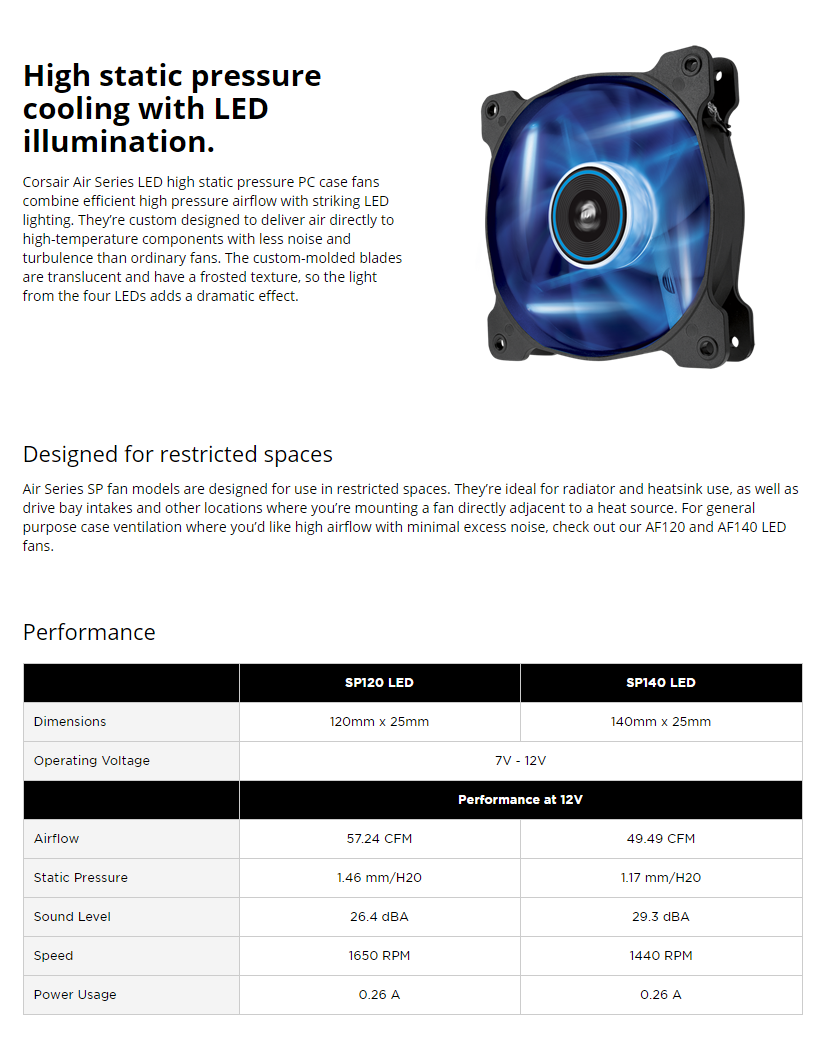 High static pressure
cooling with LED
illumination.
Corsair Air Series LED high static pressure PC case fans
combine efficient high pressure airflow with striking LED
lighting. They’re custom designed to deliver air directly to
high-temperature components with less noise and
turbulence than ordinary fans. The custom-molded blades
are translucent and have a frosted texture, so the light
from the four LEDs adds a dramatic effect.
Designed for restricted spaces
Air Series SP fan models are designed for use in restricted spaces. They’re ideal for radiator and heatsink use, as well as
drive bay intakes and other locations where you’re mounting a fan directly adjacent to a heat source. For general
purpose case ventilation where you’d like high airflow with minimal excess noise, check out our AF120 and AF140 LED
fans.
Performance
SP120 LED SP140 LED
Dimensions 120mm x 25mm 140mm x 25mm
Operating Voltage 7V - 12V
Performance at 12V
Airflow 57.24 CFM 49.49 CFM
Static Pressure 1.46 mm/H20 1.17 mm/H20
Sound Level 26.4 dBA 29.3 dBA
Speed 1650 RPM 1440 RPM
Power Usage 0.26 A 0.26 A